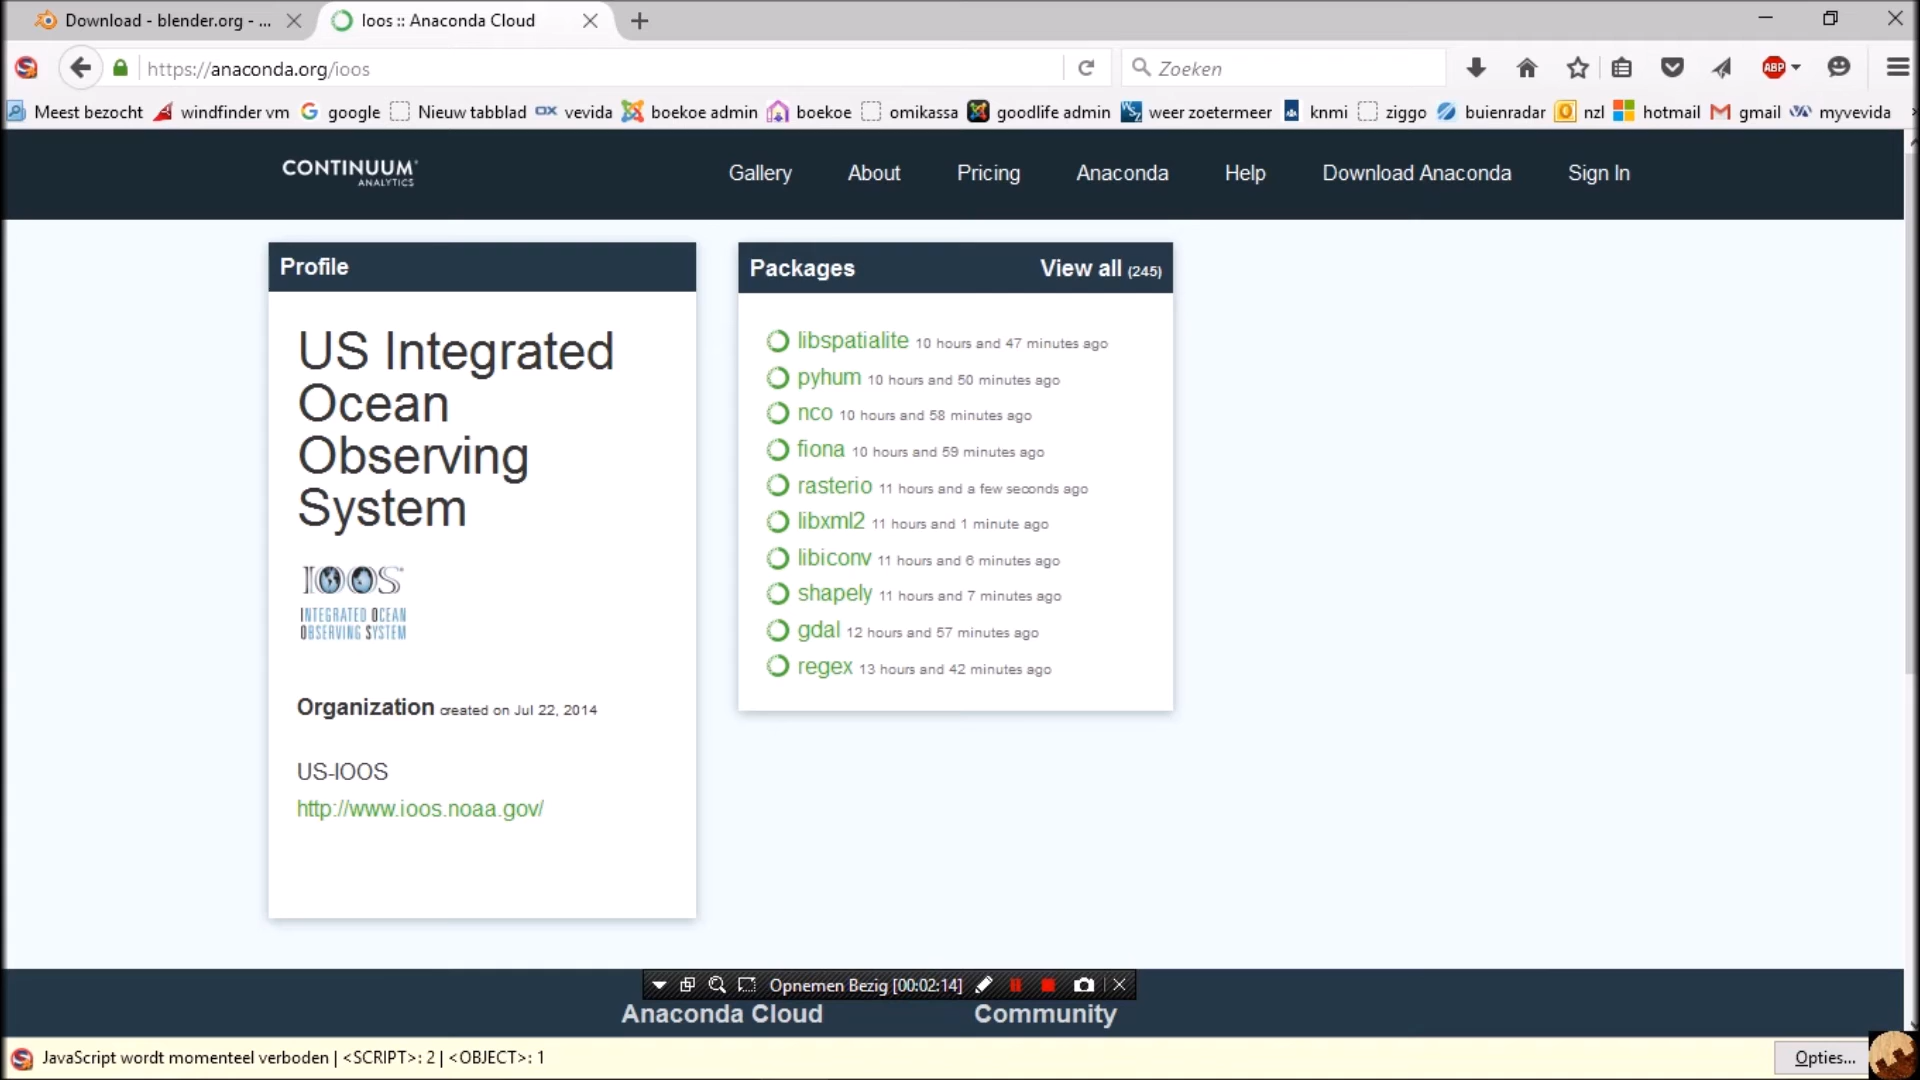 Download - blender.org - ...
Ioos :: Anaconda Cloud
https://anaconda.org/ioos
Zoeken
ABP
Meest bezocht windfinder vm google Nieuw tabblad vevida boekoe admin boekoe omikassa goodlife admin weer zoetermeer knmi ziggo buienradar nzl hotmail gmail myvevida
CONTINUUM
ANALYTICS
Gallery About Pricing Anaconda Help Download Anaconda Sign In
Profile
US Integrated
Ocean
Observing
System
IOOS
INTEGRATED OCEAN
OBSERVING SYSTEM
Organization created on Jul 22, 2014
US-IOOS
http://www.ioos.noaa.gov/
Packages View all (245)
libspatialite 10 hours and 47 minutes ago
pyhum 10 hours and 50 minutes ago
nco 10 hours and 58 minutes ago
fiona 10 hours and 59 minutes ago
rasterio 11 hours and a few seconds ago
libxml2 11 hours and 1 minute ago
libiconv 11 hours and 6 minutes ago
shapely 11 hours and 7 minutes ago
gdal 12 hours and 57 minutes ago
regex 13 hours and 42 minutes ago
Opnemen Bezig [00:02:14]
Anaconda Cloud Community
JavaScript wordt momenteel verboden | <SCRIPT>: 2 | <OBJECT>: 1
Opties...